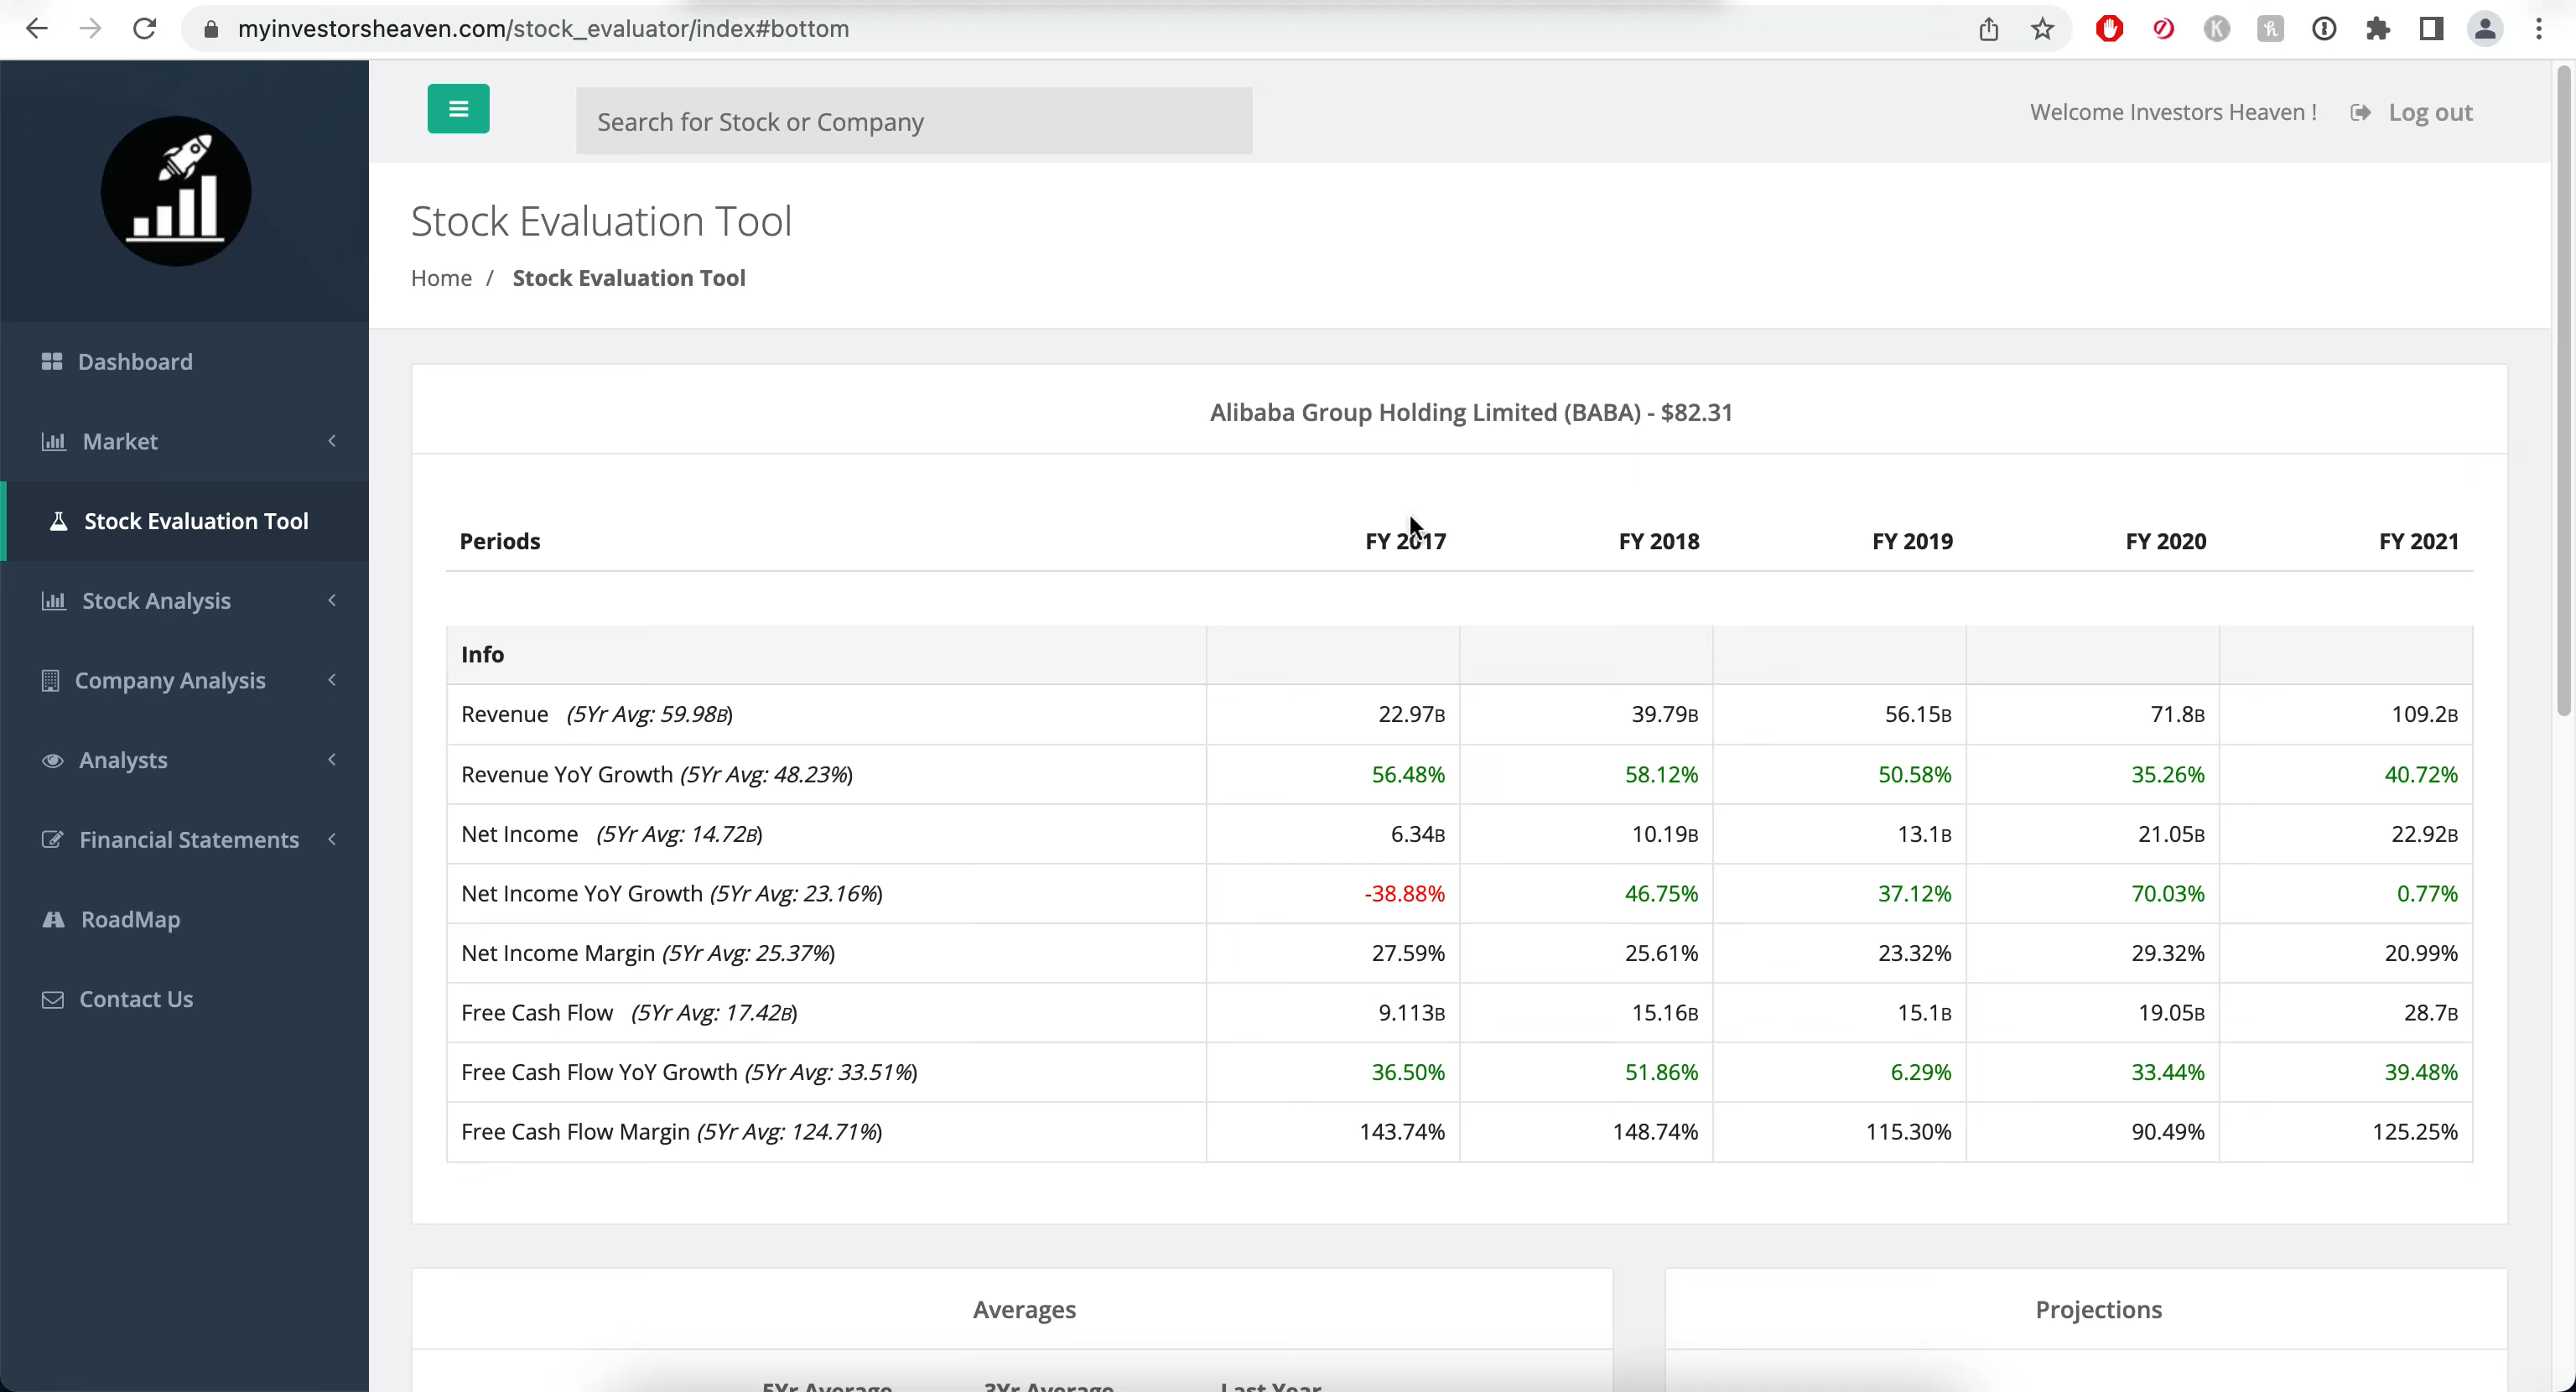 myinvestorsheaven.com/stock_evaluator/index#bottom
Search for Stock or Company
Welcome Investors Heaven !
Log out
Stock Evaluation Tool
Home / Stock Evaluation Tool
Dashboard
Market
Stock Evaluation Tool
Stock Analysis
Company Analysis
Analysts
Financial Statements
RoadMap
Contact Us
Alibaba Group Holding Limited (BABA) - $82.31
Periods FY 2017 FY 2018 FY 2019 FY 2020 FY 2021
Info
Revenue (5Yr Avg: 59.98B) 22.97B 39.79B 56.15B 71.8B 109.2B
Revenue YoY Growth (5Yr Avg: 48.23%) 56.48% 58.12% 50.58% 35.26% 40.72%
Net Income (5Yr Avg: 14.72B) 6.34B 10.19B 13.1B 21.05B 22.92B
Net Income YoY Growth (5Yr Avg: 23.16%) -38.88% 46.75% 37.12% 70.03% 0.77%
Net Income Margin (5Yr Avg: 25.37%) 27.59% 25.61% 23.32% 29.32% 20.99%
Free Cash Flow (5Yr Avg: 17.42B) 9.113B 15.16B 15.1B 19.05B 28.7B
Free Cash Flow YoY Growth (5Yr Avg: 33.51%) 36.50% 51.86% 6.29% 33.44% 39.48%
Free Cash Flow Margin (5Yr Avg: 124.71%) 143.74% 148.74% 115.30% 90.49% 125.25%
Averages
Projections
5Yr Average 3Yr Average Last Year